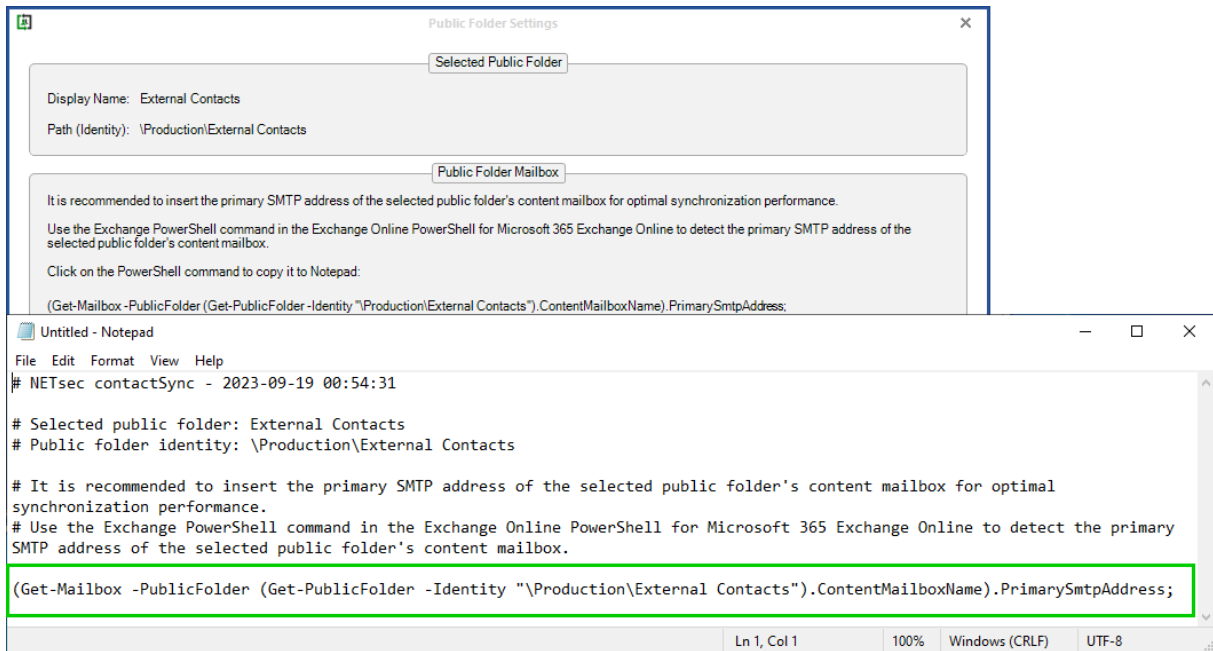 Public Folder Settings
Selected Public Folder
Display Name: External Contacts
Path (Identity): \Production\External Contacts
Public Folder Mailbox
It is recommended to insert the primary SMTP address of the selected public folder's content mailbox for optimal synchronization performance.
Use the Exchange PowerShell command in the Exchange Online PowerShell for Microsoft 365 Exchange Online to detect the primary SMTP address of the
selected public folder's content mailbox.
Click on the PowerShell command to copy it to Notepad:
(Get-Mailbox -PublicFolder (Get-PublicFolder -Identity "\Production\External Contacts").ContentMailboxName).PrimarySmtpAddress;
Untitled - Notepad
File Edit Format View Help
# NETsec contactSync - 2023-09-19 00:54:31
# Selected public folder: External Contacts
# Public folder identity: \Production\External Contacts
# It is recommended to insert the primary SMTP address of the selected public folder's content mailbox for optimal
synchronization performance.
# Use the Exchange PowerShell command in the Exchange Online PowerShell for Microsoft 365 Exchange Online to detect the primary
SMTP address of the selected public folder's content mailbox.
(Get-Mailbox -PublicFolder (Get-PublicFolder -Identity "\Production\External Contacts").ContentMailboxName).PrimarySmtpAddress;
Ln 1, Col 1 100% Windows (CRLF) UTF-8